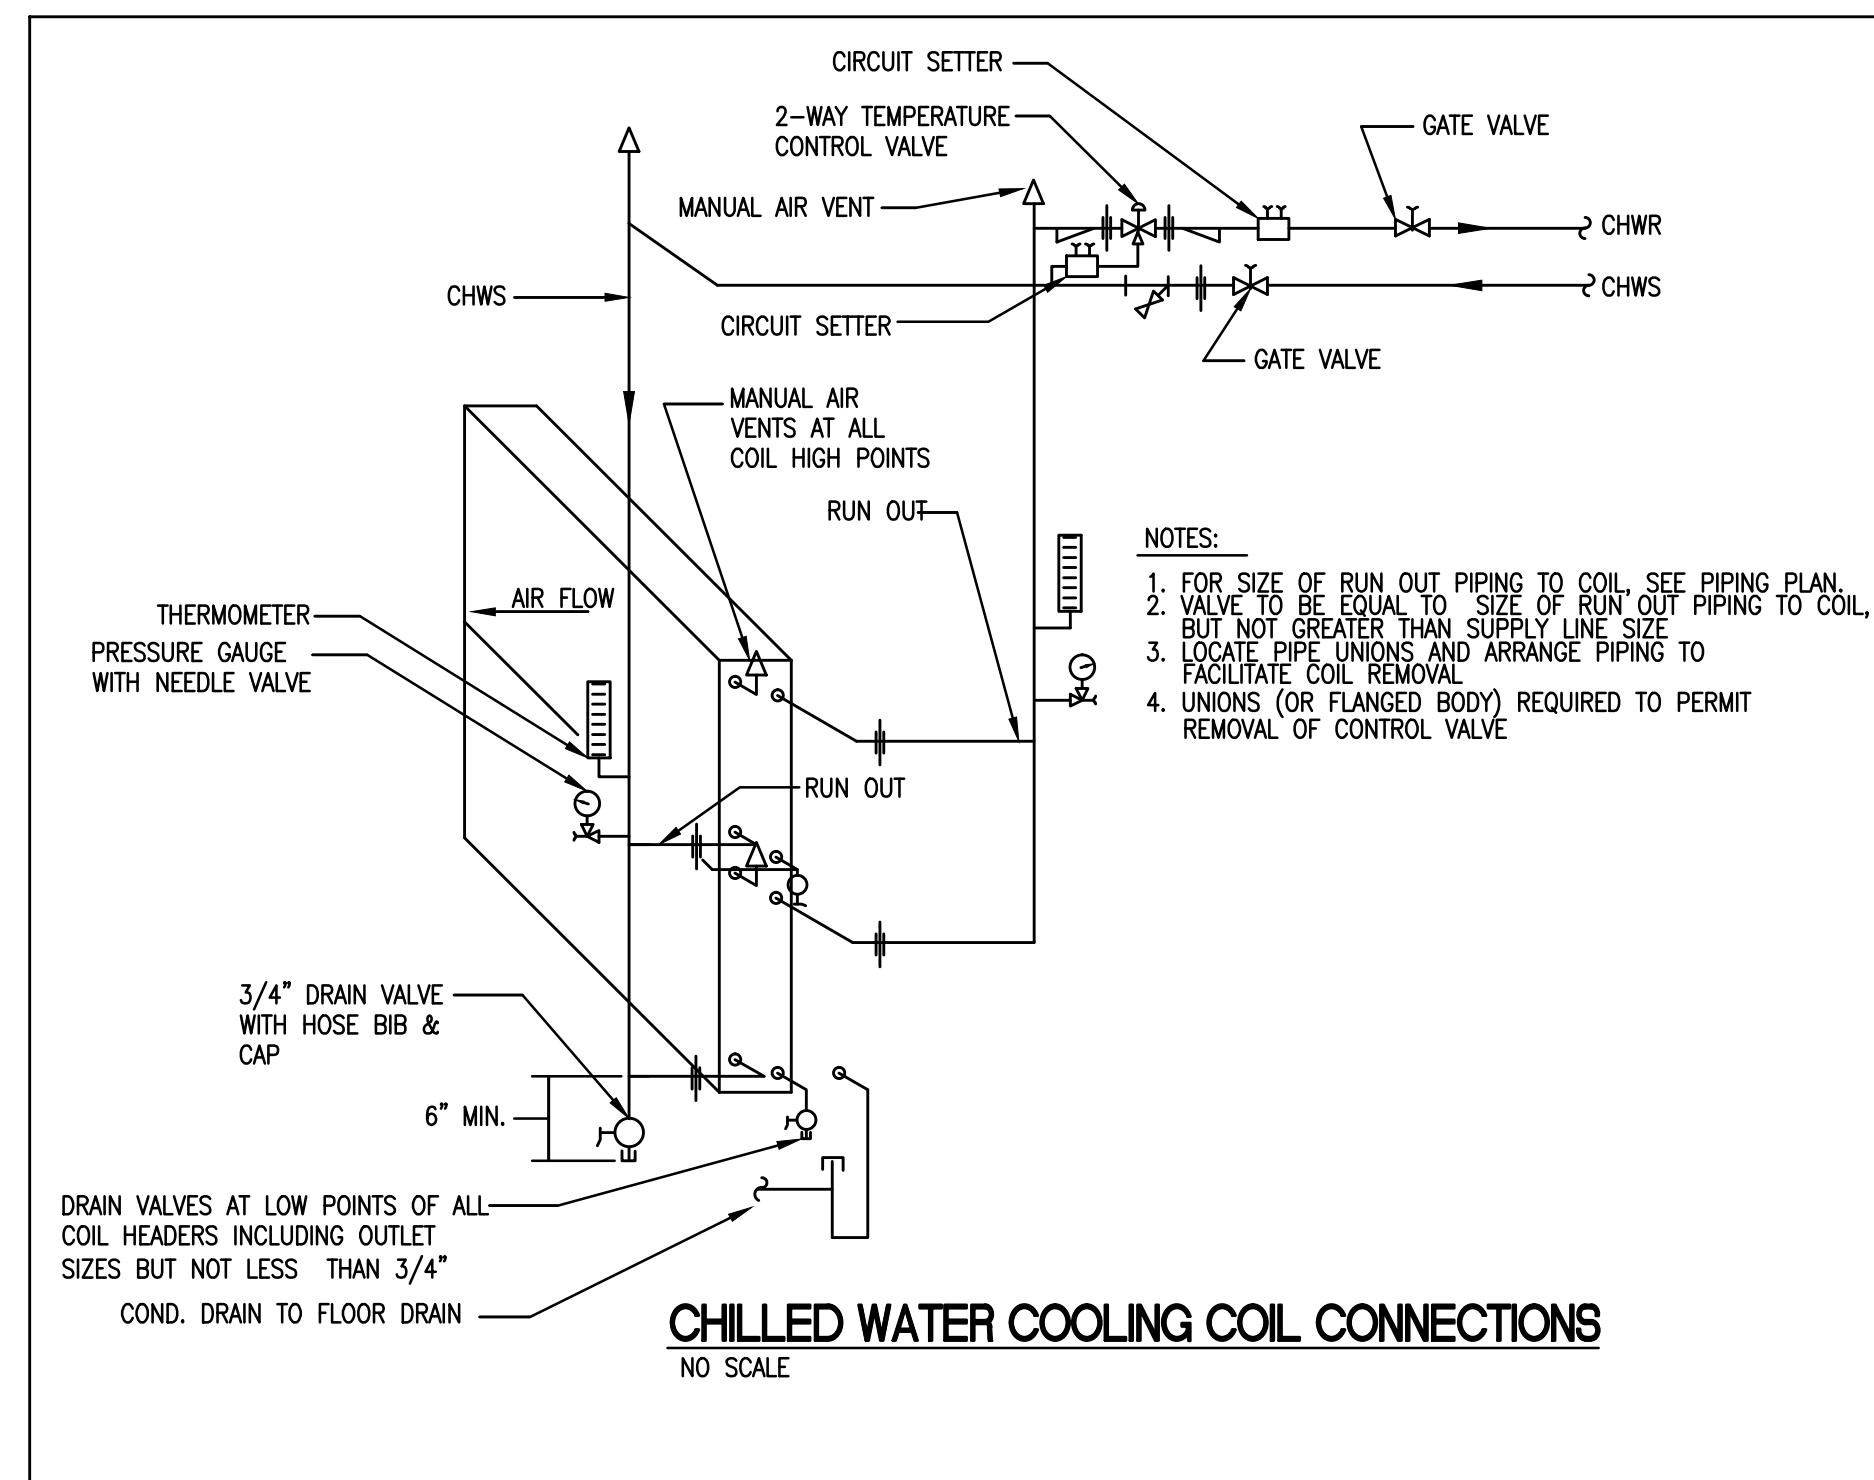 CIRCUIT SETTER
2-WAY TEMPERATURE
CONTROL VALVE
GATE VALVE
MANUAL AIR VENT
CHWR
CHWS
CHWS
CIRCUIT SETTER
GATE VALVE
MANUAL AIR
VENTS AT ALL
COIL HIGH POINTS
RUN OUT
NOTES:
1. FOR SIZE OF RUN OUT PIPING TO COIL, SEE PIPING PLAN.
2. VALVE TO BE EQUAL TO SIZE OF RUN OUT PIPING TO COIL,
BUT NOT GREATER THAN SUPPLY LINE SIZE
3. LOCATE PIPE UNIONS AND ARRANGE PIPING TO
FACILITATE COIL REMOVAL
4. UNIONS (OR FLANGED BODY) REQUIRED TO PERMIT
REMOVAL OF CONTROL VALVE
AIR FLOW
THERMOMETER
PRESSURE GAUGE
WITH NEEDLE VALVE
RUN OUT
3/4" DRAIN VALVE
WITH HOSE BIB &
CAP
6" MIN.
DRAIN VALVES AT LOW POINTS OF ALL
COIL HEADERS INCLUDING OUTLET
SIZES BUT NOT LESS THAN 3/4"
COND. DRAIN TO FLOOR DRAIN
CHILLED WATER COOLING COIL CONNECTIONS
NO SCALE